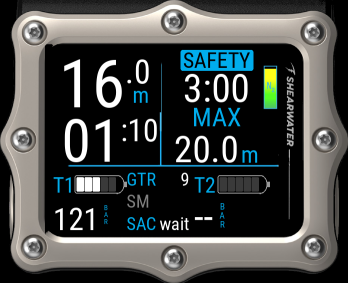 16.0 m
01:10
SAFETY
3:00
MAX
20.0 m
SHEARWATER
T1 GTR 9 T2
SM
121 BAR SAC wait -- BAR